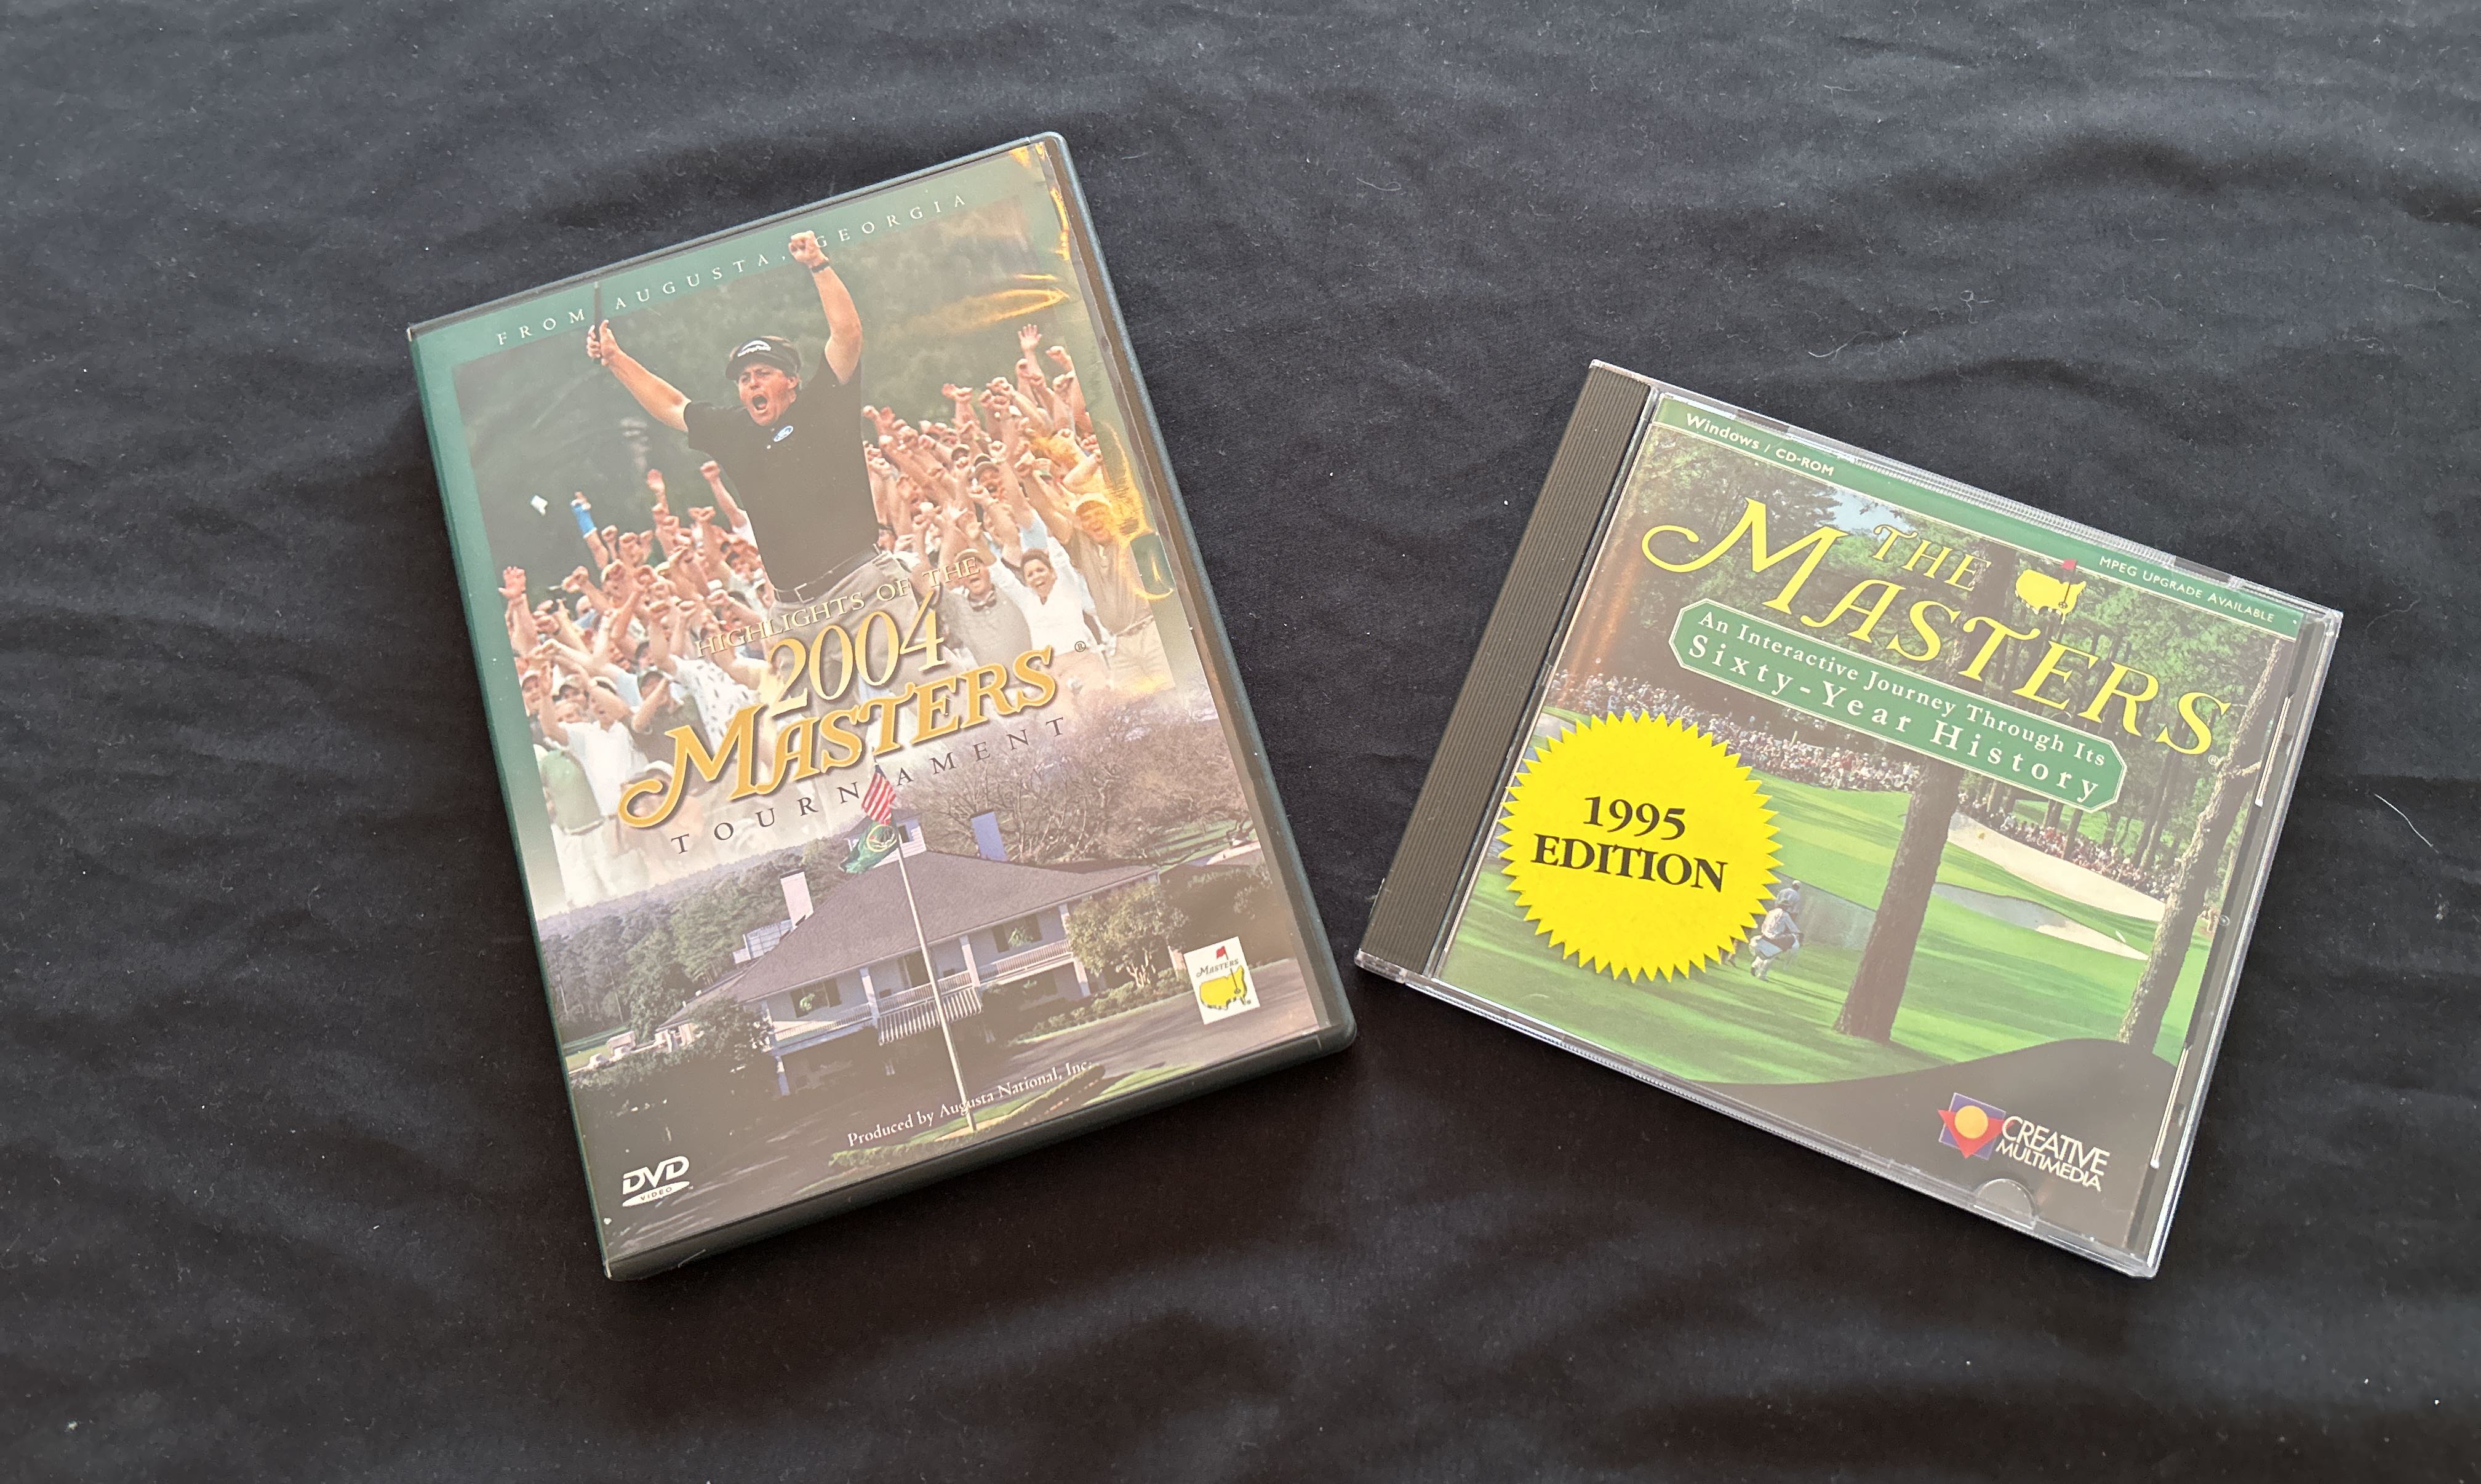 FROM AUGUSTA, GEORGIA
HIGHLIGHTS OF THE
2004
MASTERS®
TOURNAMENT
MASTERS
Produced by Augusta National, Inc.
DVD
VIDEO
Windows / CD-ROM
MPEG UPGRADE AVAILABLE
THE
MASTERS®
An Interactive Journey Through Its
Sixty-Year History
1995
EDITION
CREATIVE
MULTIMEDIA